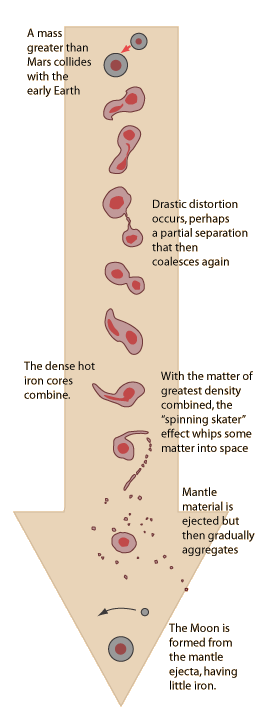 A mass
greater than
Mars collides
with the
early Earth
Drastic distortion
occurs, perhaps
a partial separation
that then
coalesces again
The dense hot
iron cores
combine.
With the matter of
greatest density
combined, the
“spinning skater”
effect whips some
matter into space
Mantle
material is
ejected but
then gradually
aggregates
The Moon is
formed from
the mantle
ejecta, having
little iron.